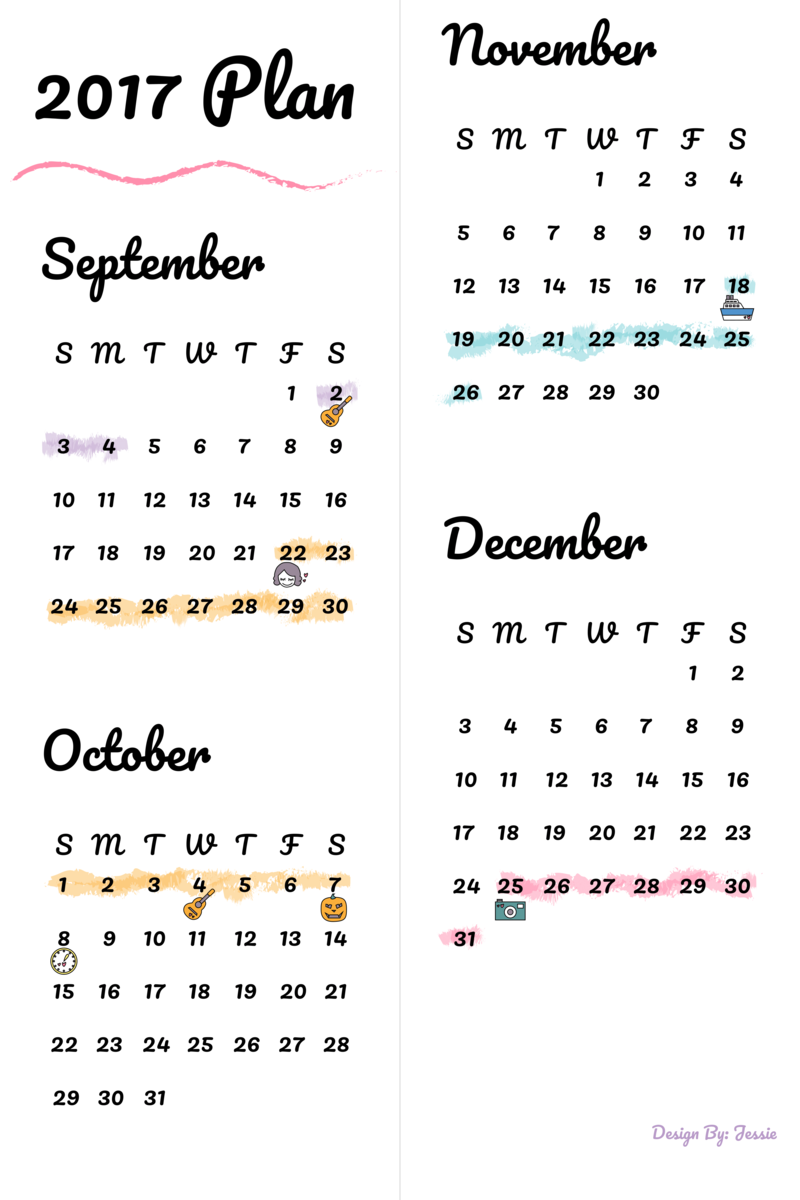 2017 Plan
September
S M T W T F S
1 2
3 4 5 6 7 8 9
10 11 12 13 14 15 16
17 18 19 20 21 22 23
24 25 26 27 28 29 30
October
S M T W T F S
1 2 3 4 5 6 7
8 9 10 11 12 13 14
15 16 17 18 19 20 21
22 23 24 25 26 27 28
29 30 31
November
S M T W T F S
1 2 3 4
5 6 7 8 9 10 11
12 13 14 15 16 17 18
19 20 21 22 23 24 25
26 27 28 29 30
December
S M T W T F S
1 2
3 4 5 6 7 8 9
10 11 12 13 14 15 16
17 18 19 20 21 22 23
24 25 26 27 28 29 30
31
Design By: Jessie